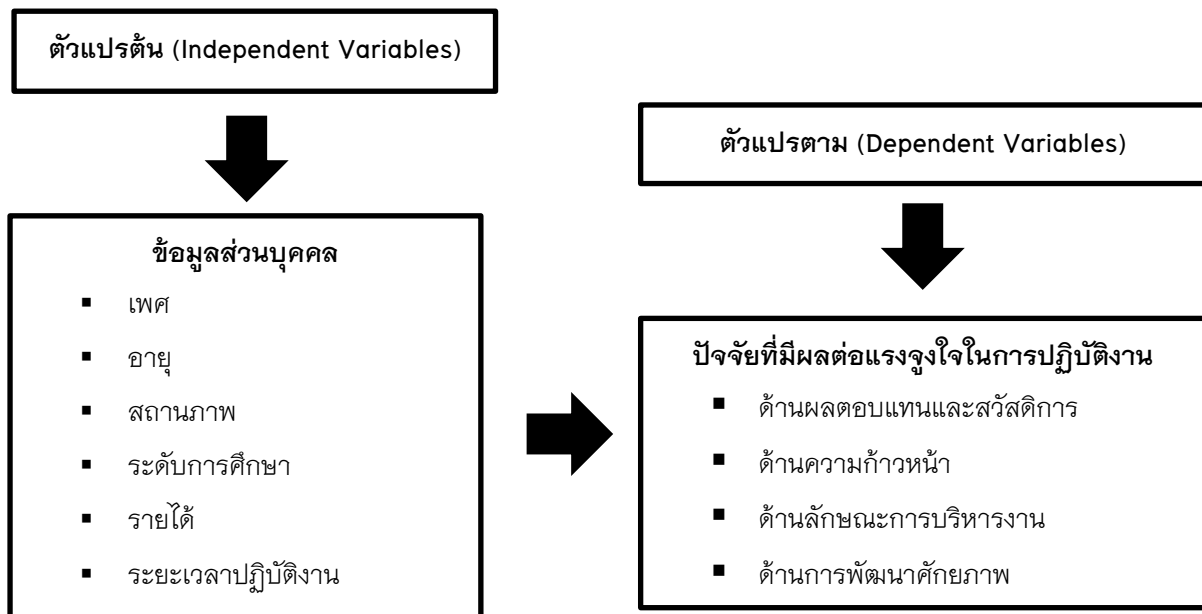 ตัวแปรต้น (Independent Variables)
ตัวแปรตาม (Dependent Variables)
ข้อมูลส่วนบุคคล
▪ เพศ
▪ อายุ
▪ สถานภาพ
▪ ระดับการศึกษา
▪ รายได้
▪ ระยะเวลาปฏิบัติงาน
ปัจจัยที่มีผลต่อแรงจูงใจในการปฏิบัติงาน
▪ ด้านผลตอบแทนและสวัสดิการ
▪ ด้านความก้าวหน้า
▪ ด้านลักษณะการบริหารงาน
▪ ด้านการพัฒนาศักยภาพ